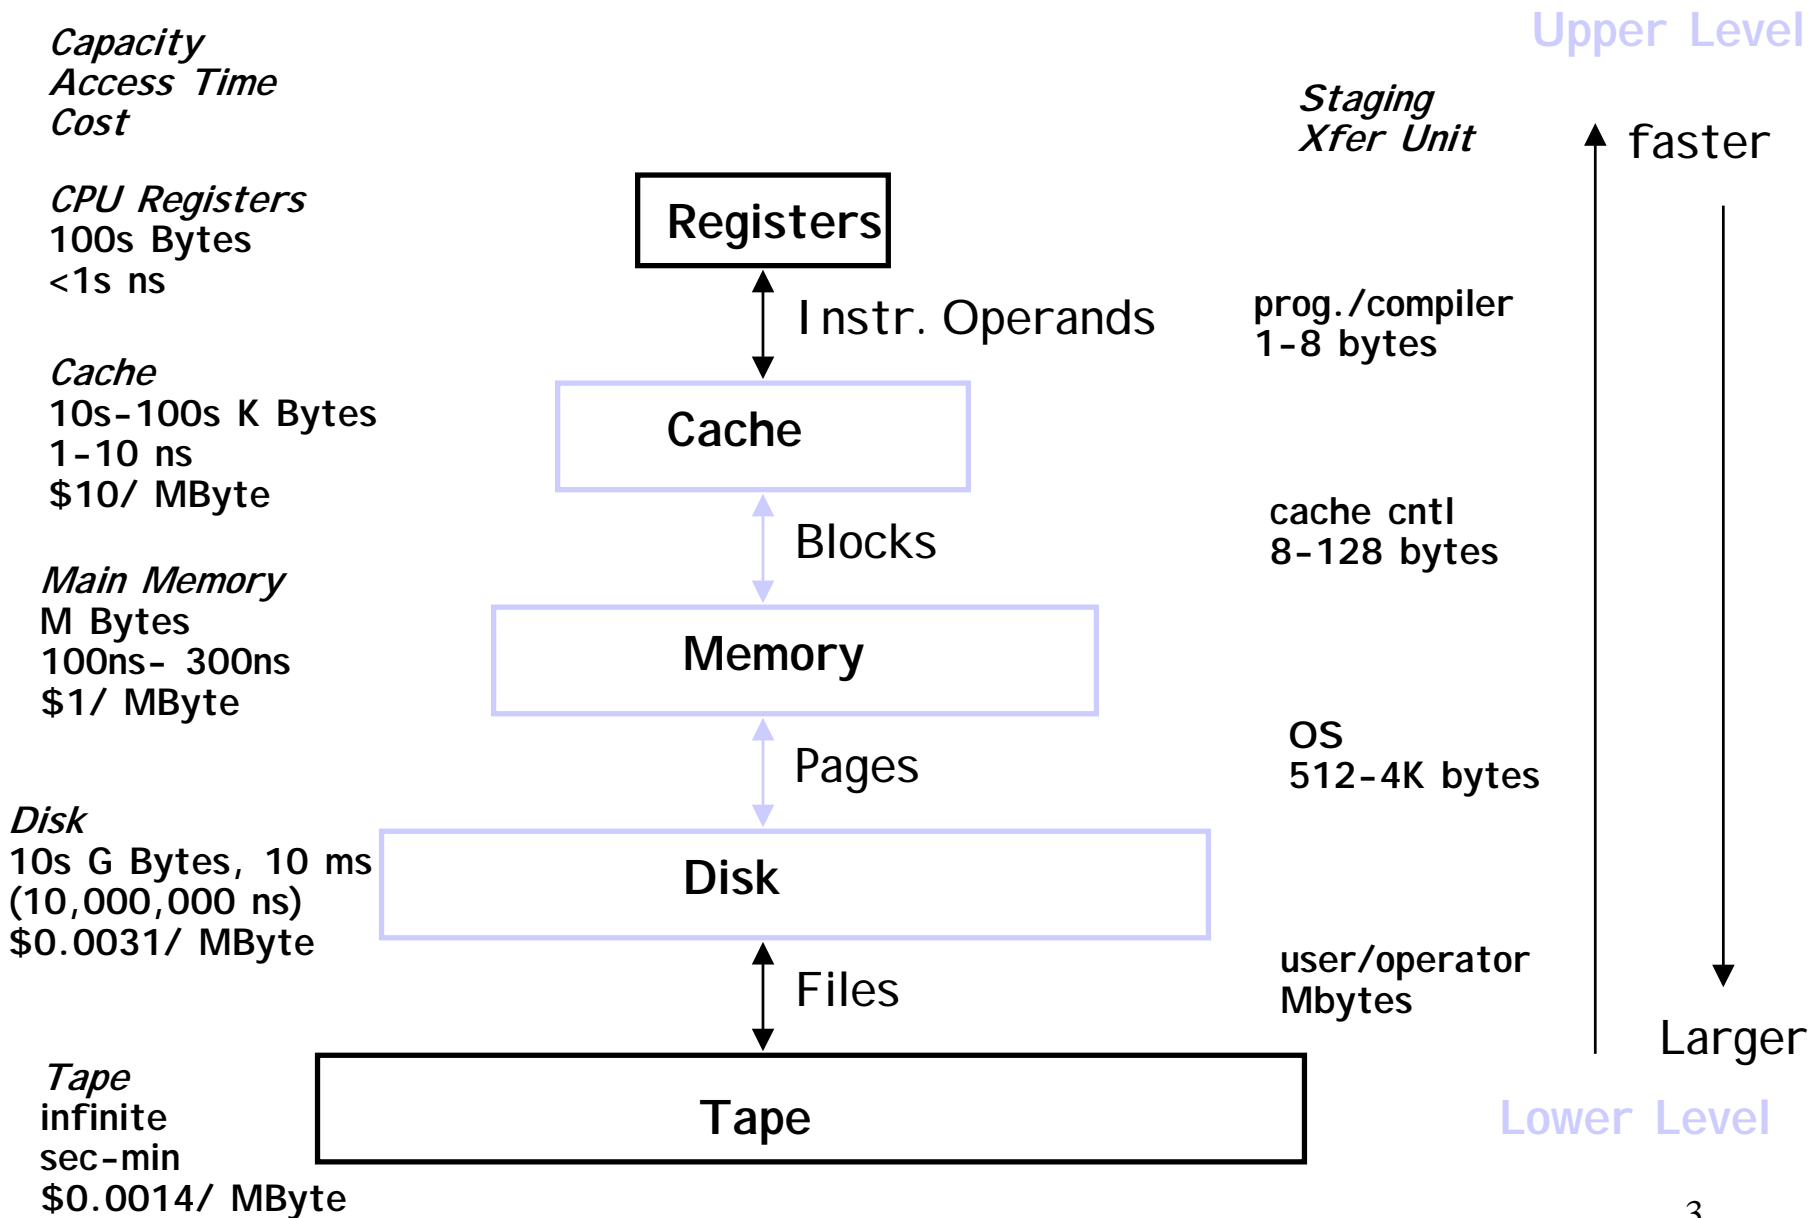 Upper Level
Capacity
Access Time
Cost
Staging
Xfer Unit
faster
CPU Registers
100s Bytes
<1s ns
Registers
Instr. Operands
prog./compiler
1-8 bytes
Cache
10s-100s K Bytes
1-10 ns
$10/ MByte
Cache
Blocks
cache cntl
8-128 bytes
Main Memory
M Bytes
100ns- 300ns
$1/ MByte
Memory
Pages
OS
512-4K bytes
Disk
10s G Bytes, 10 ms
(10,000,000 ns)
$0.0031/ MByte
Disk
Files
user/operator
Mbytes
Larger
Tape
infinite
sec-min
$0.0014/ MByte
Tape
Lower Level
3